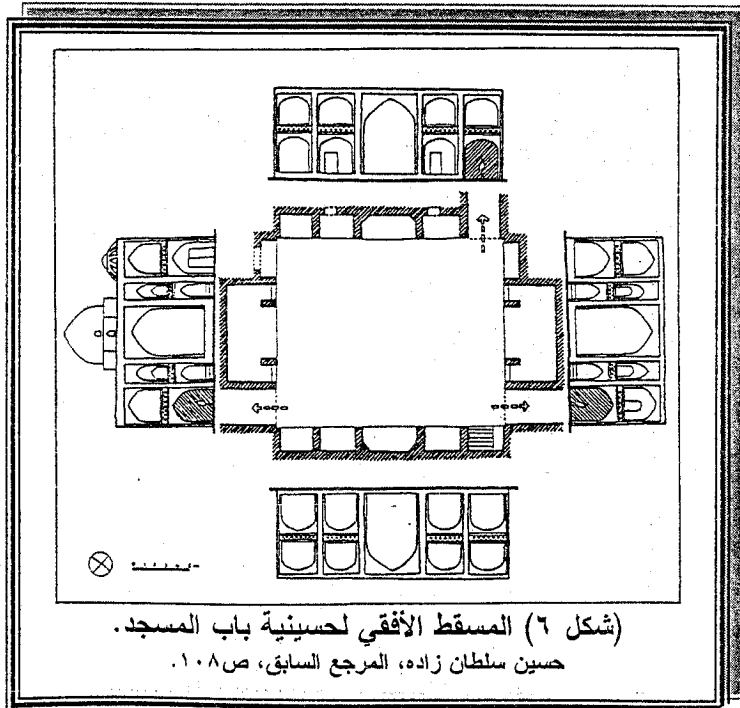 (شكل ٦) المسقط الأفقي لحسينية باب المسجد.
حسين سلطان زاده، المرجع السابق، ص١٠٨.